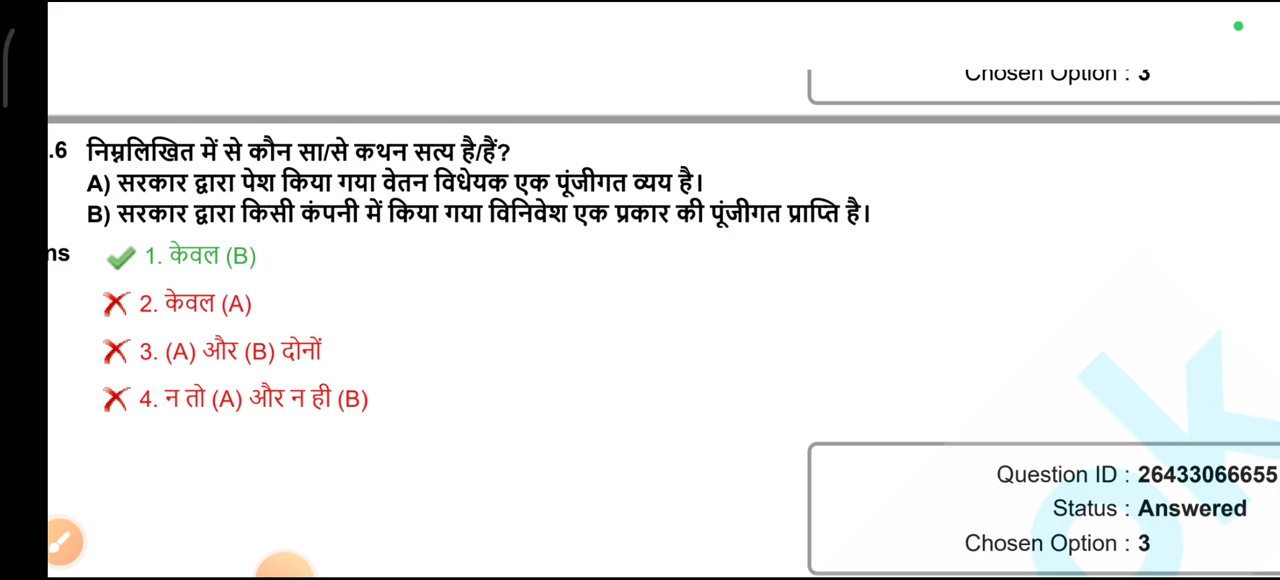 Chosen Option : 3
.6 निम्नलिखित में से कौन सा/से कथन सत्य है/हैं?
A) सरकार द्वारा पेश किया गया वेतन विधेयक एक पूंजीगत व्यय है।
B) सरकार द्वारा किसी कंपनी में किया गया विनिवेश एक प्रकार की पूंजीगत प्राप्ति है।
ns 1. केवल (B)
2. केवल (A)
3. (A) और (B) दोनों
4. न तो (A) और न ही (B)
Question ID : 26433066655
Status : Answered
Chosen Option : 3